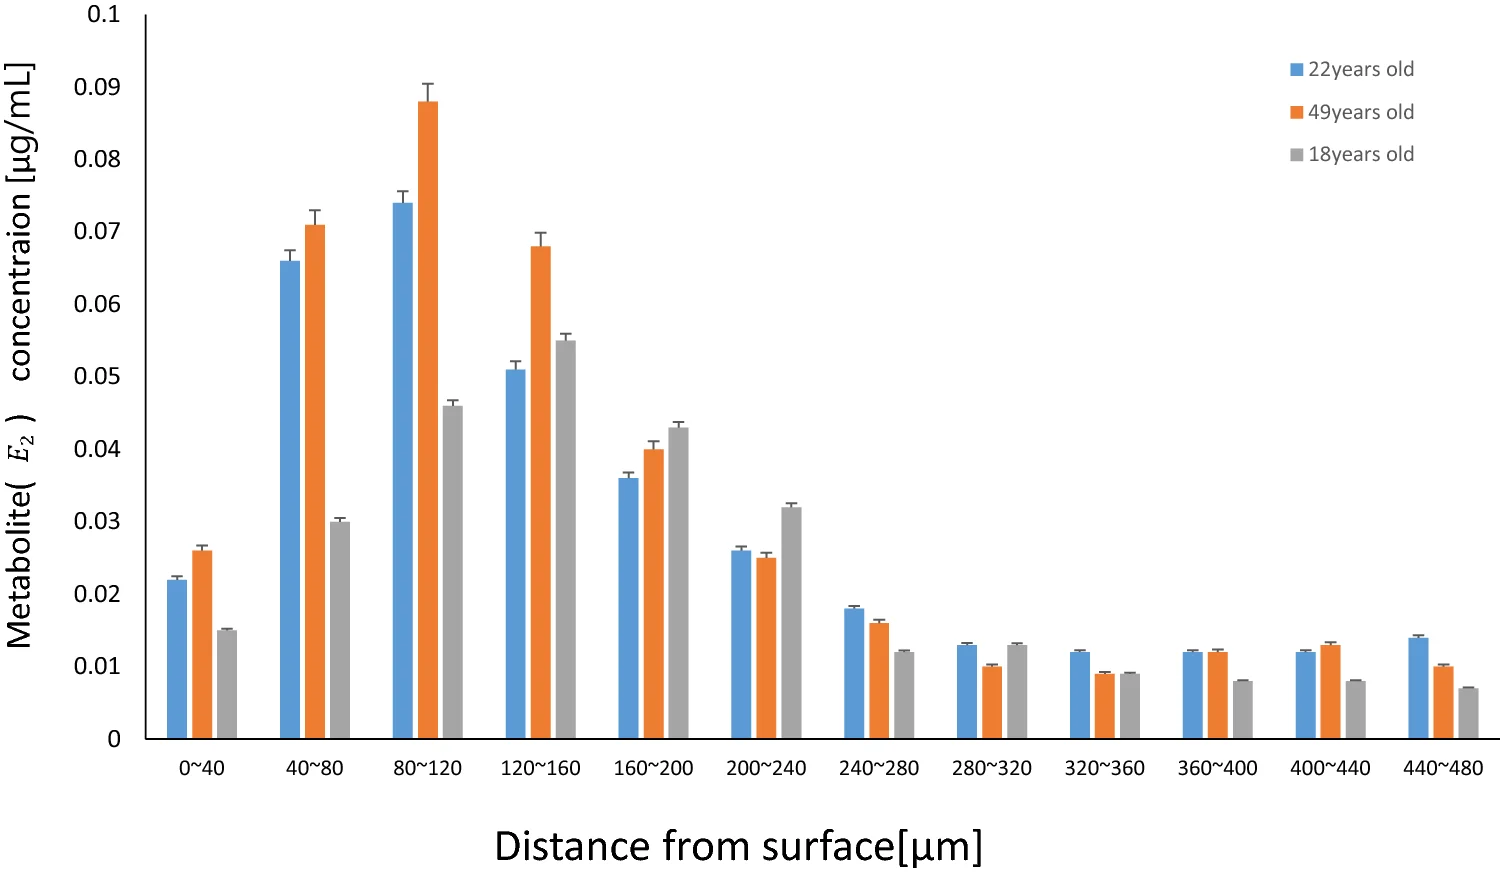 Metabolite( E₂ ) concentraion [μg/mL]
0.1
0.09
0.08
0.07
0.06
0.05
0.04
0.03
0.02
0.01
0
22years old
49years old
18years old
0~40 40~80 80~120 120~160 160~200 200~240 240~280 280~320 320~360 360~400 400~440 440~480
Distance from surface[μm]